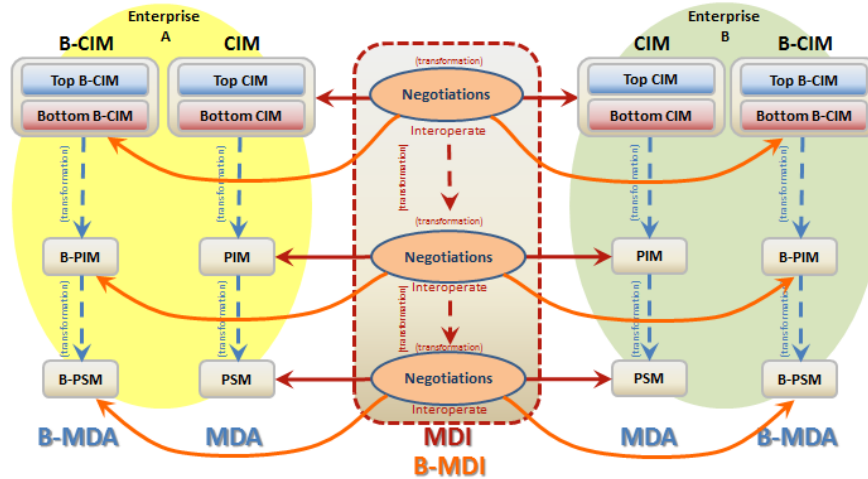 Enterprise
A
Enterprise
B
B-CIM
CIM
CIM
B-CIM
Top B-CIM
Bottom B-CIM
Top CIM
Bottom CIM
(transformation)
Negotiations
Interoperate
Top CIM
Bottom CIM
Top B-CIM
Bottom B-CIM
(transformation)
(transformation)
(transformation)
(transformation)
(transformation)
B-PIM
PIM
(transformation)
Negotiations
Interoperate
PIM
B-PIM
(transformation)
(transformation)
(transformation)
(transformation)
(transformation)
B-PSM
PSM
(transformation)
Negotiations
Interoperate
PSM
B-PSM
B-MDA
MDA
MDI
B-MDI
MDA
B-MDA